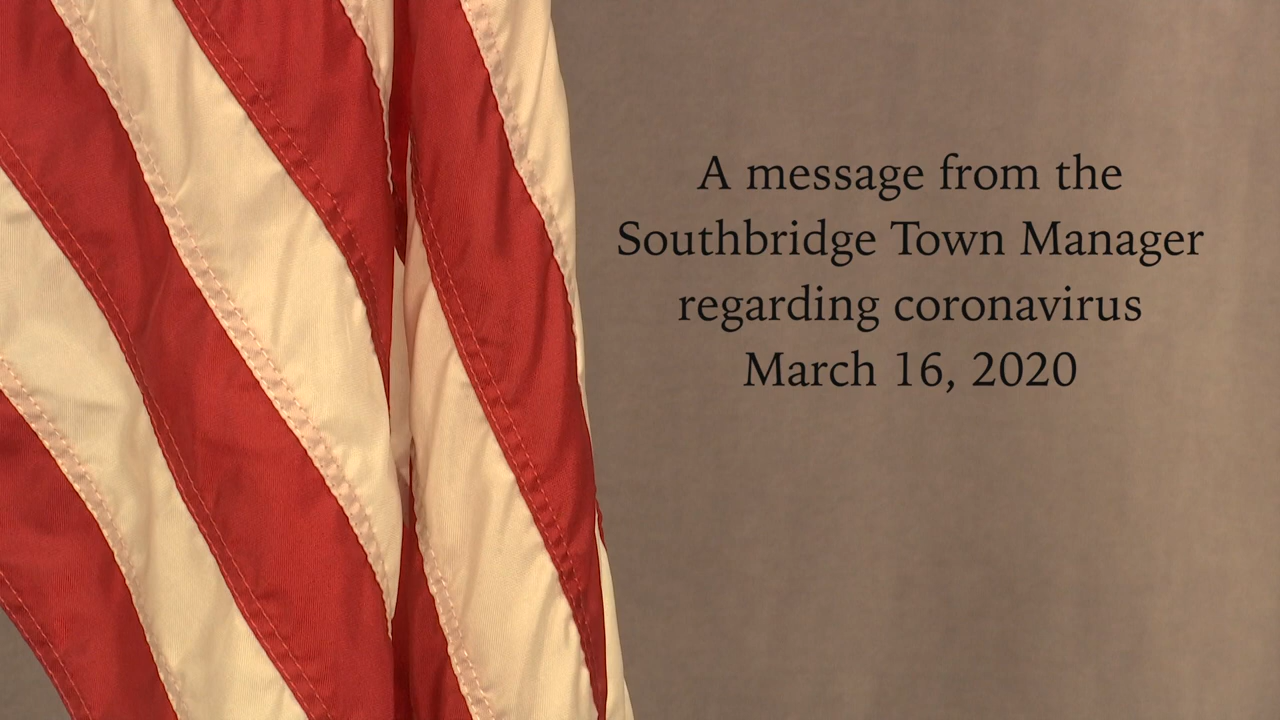 A message from the
Southbridge Town Manager
regarding coronavirus
March 16, 2020